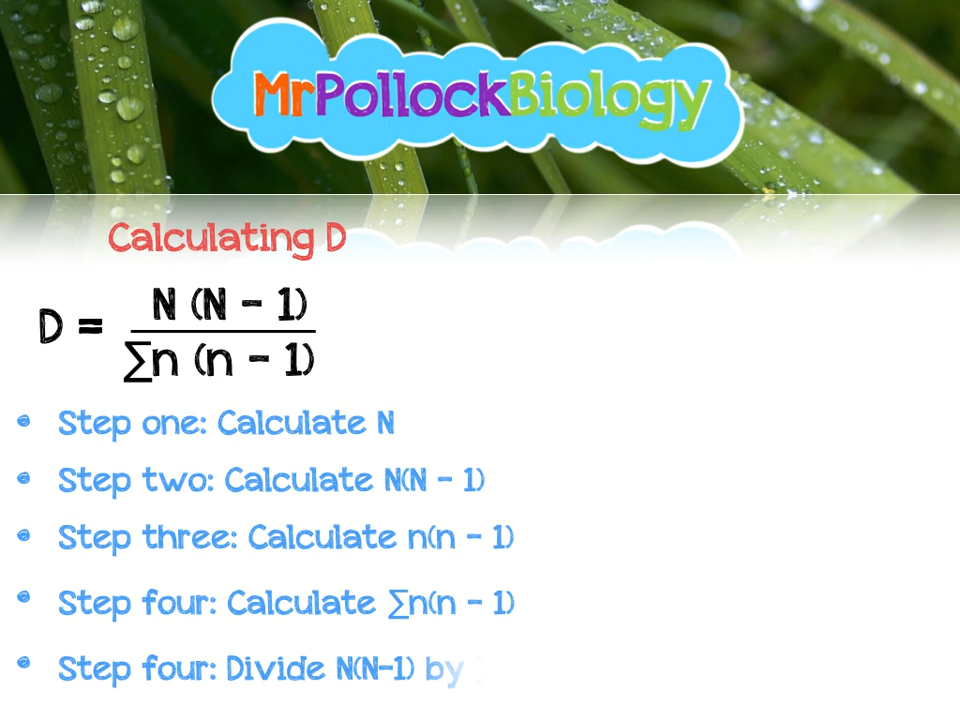 MrPollockBiology
Calculating D
D = N (N - 1)
∑n (n - 1)
• Step one: Calculate N
• Step two: Calculate N(N - 1)
• Step three: Calculate n(n - 1)
• Step four: Calculate ∑n(n - 1)
• Step four: Divide N(N-1) by